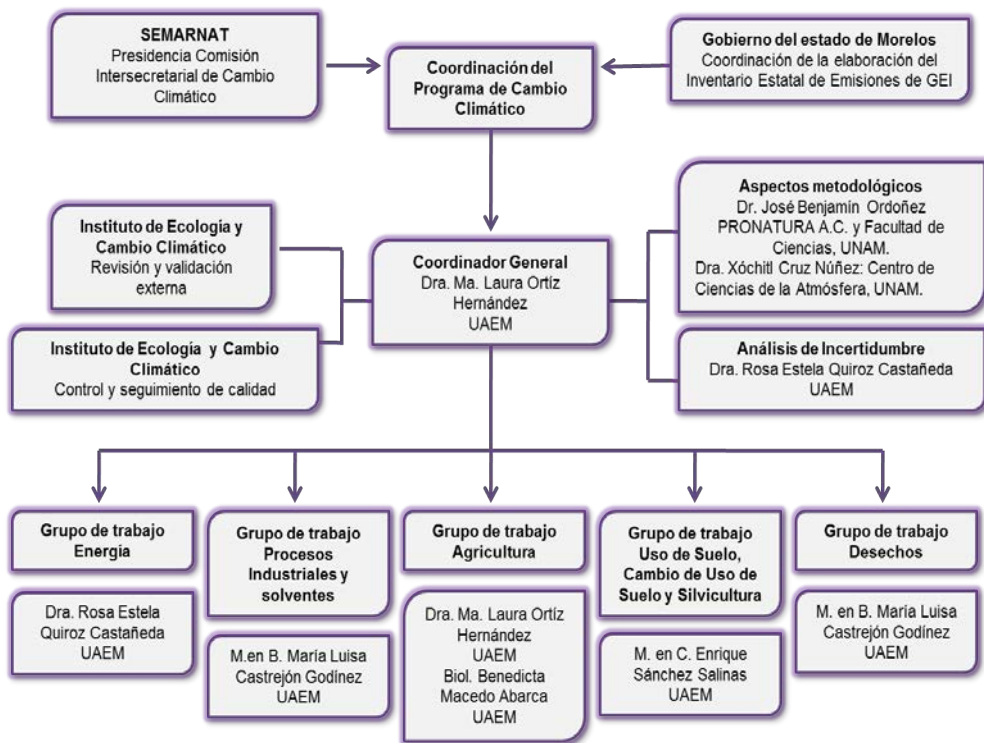 SEMARNAT
Presidencia Comisión
Intersecretarial de Cambio
Climático
Coordinación del
Programa de Cambio
Climático
Gobierno del estado de Morelos
Coordinación de la elaboración del
Inventario Estatal de Emisiones de GEI
Instituto de Ecología y
Cambio Climático
Revisión y validación
externa
Instituto de Ecología y Cambio
Climático
Control y seguimiento de calidad
Coordinador General
Dra. Ma. Laura Ortíz
Hernández
UAEM
Aspectos metodológicos
Dr. José Benjamín Ordoñez
PRONATURA A.C. y Facultad de
Ciencias, UNAM.
Dra. Xóchitl Cruz Núñez: Centro de
Ciencias de la Atmósfera, UNAM.
Análisis de Incertidumbre
Dra. Rosa Estela Quiroz Castañeda
UAEM
Grupo de trabajo
Energía
Dra. Rosa Estela
Quiroz Castañeda
UAEM
Grupo de trabajo
Procesos
Industriales y
solventes
M.en B. María Luisa
Castrejón Godínez
UAEM
Grupo de trabajo
Agricultura
Dra. Ma. Laura Ortíz
Hernández
UAEM
Biol. Benedicta
Macedo Abarca
UAEM
Grupo de trabajo
Uso de Suelo,
Cambio de Uso de
Suelo y Silvicultura
M. en C. Enrique
Sánchez Salinas
UAEM
Grupo de trabajo
Desechos
M. en B. María Luisa
Castrejón Godínez
UAEM